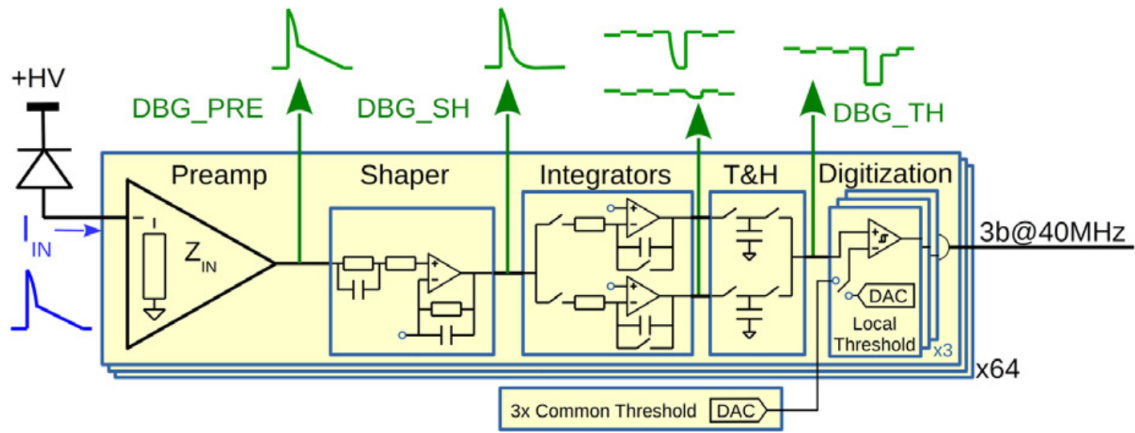 +HV
DBG_PRE
DBG_SH
DBG_TH
Preamp
Shaper
Integrators
T&H
Digitization
I IN
Z IN
3b@40MHz
DAC
Local
Threshold
x3
x64
3x Common Threshold
DAC